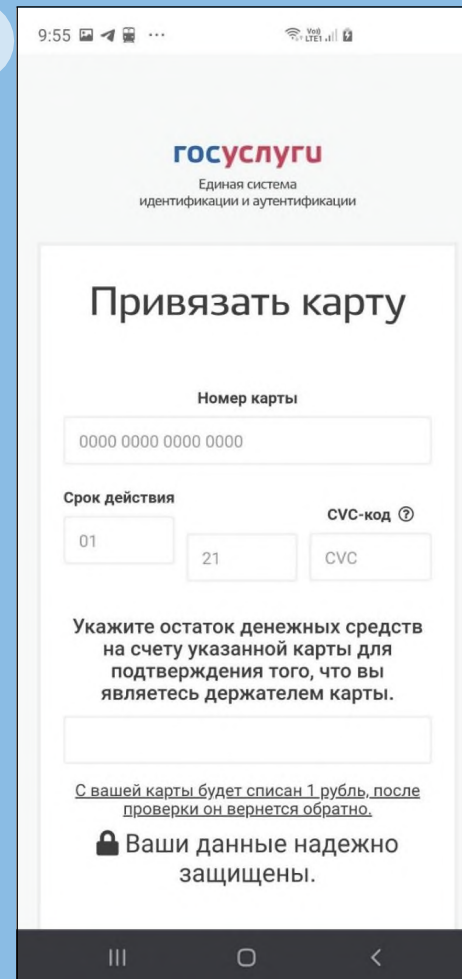 9:55
Vo))
LTE1
госуслуги
Единая система
идентификации и аутентификации
Привязать карту
Номер карты
0000 0000 0000 0000
Срок действия
CVC-код ?
01
21
CVC
Укажите остаток денежных средств
на счету указанной карты для
подтверждения того, что вы
являетесь держателем карты.
С вашей карты будет списан 1 рубль, после
проверки он вернется обратно.
Ваши данные надежно
защищены.